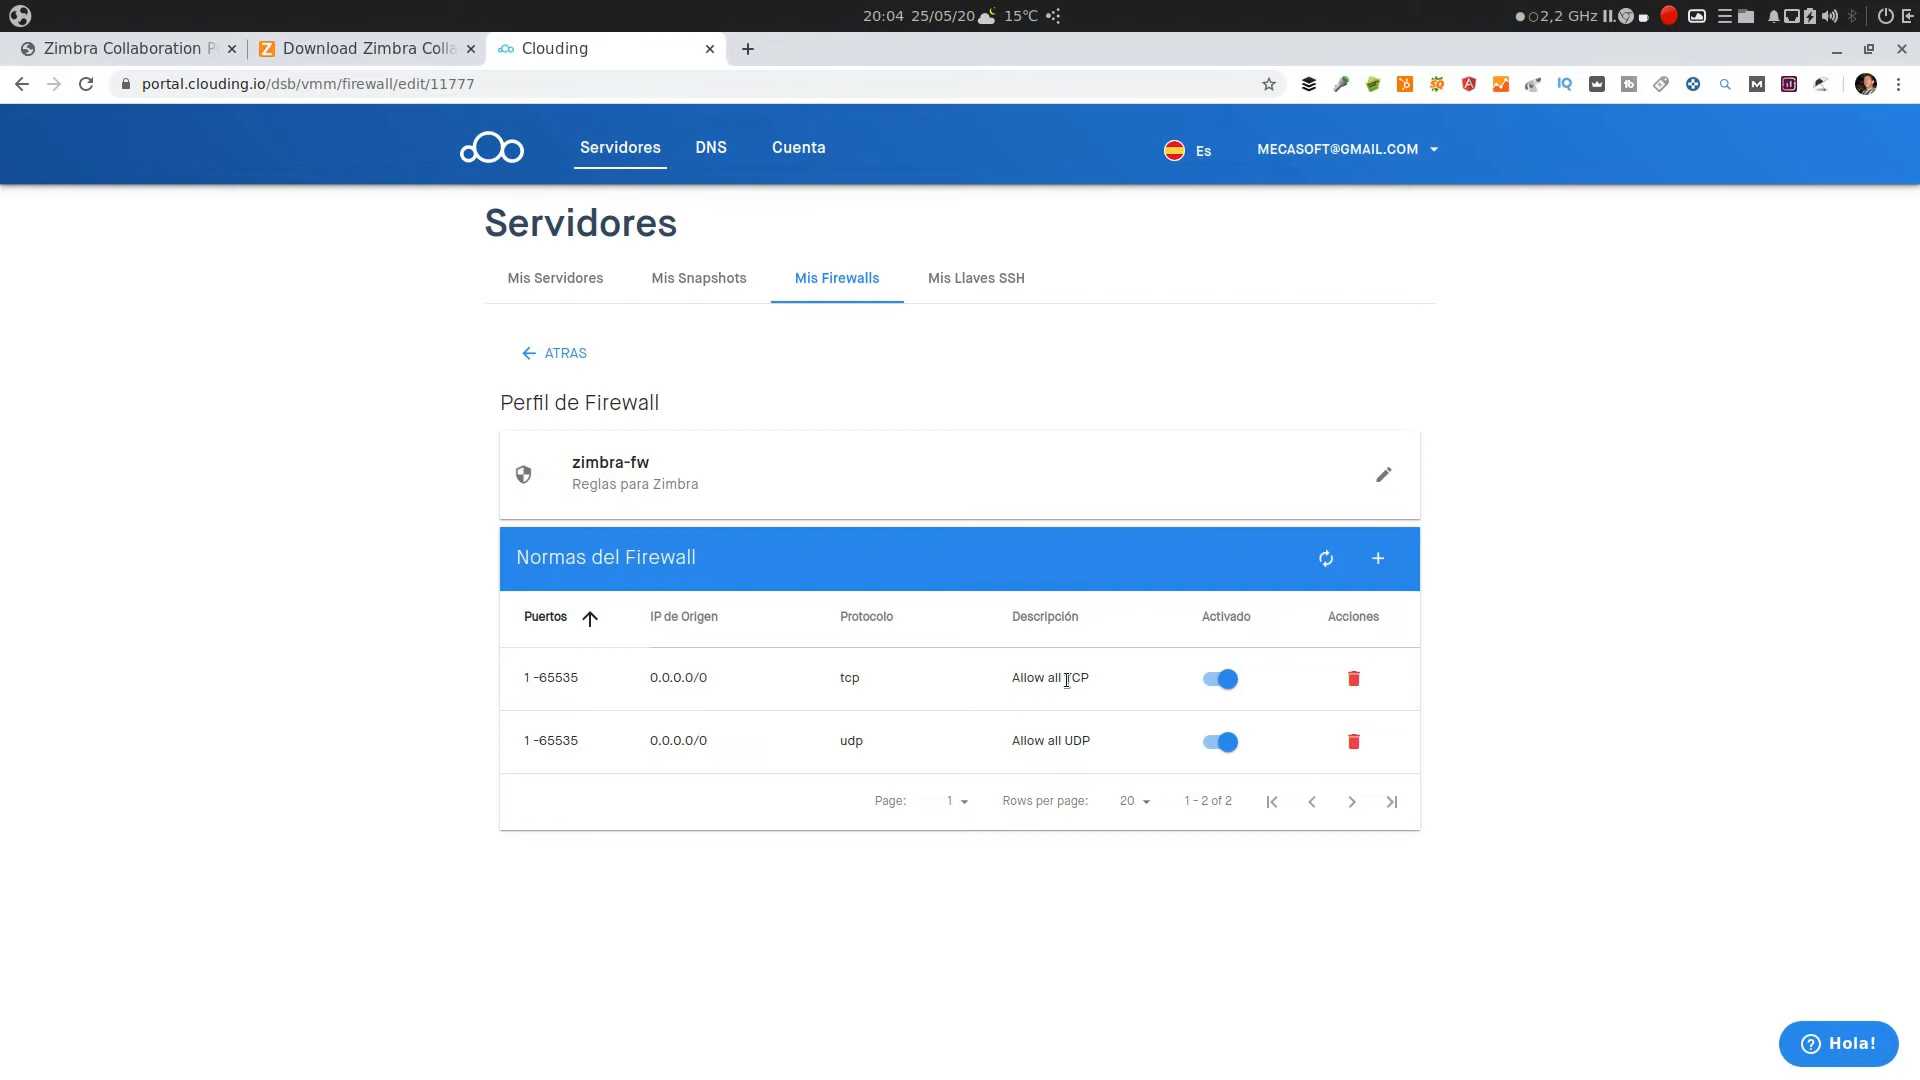 20:04 25/05/20 15°C
2,2 GHz
Zimbra Collaboration P
Download Zimbra Colla
Clouding
portal.clouding.io/dsb/vmm/firewall/edit/11777
Servidores
DNS
Cuenta
Es
MECASOFT@GMAIL.COM
Servidores
Mis Servidores
Mis Snapshots
Mis Firewalls
Mis Llaves SSH
ATRAS
Perfil de Firewall
zimbra-fw
Reglas para Zimbra
Normas del Firewall
Puertos IP de Origen Protocolo Descripción Activado Acciones
1 -65535 0.0.0.0/0 tcp Allow all TCP
1 -65535 0.0.0.0/0 udp Allow all UDP
Page: 1 Rows per page: 20 1 - 2 of 2
Hola!